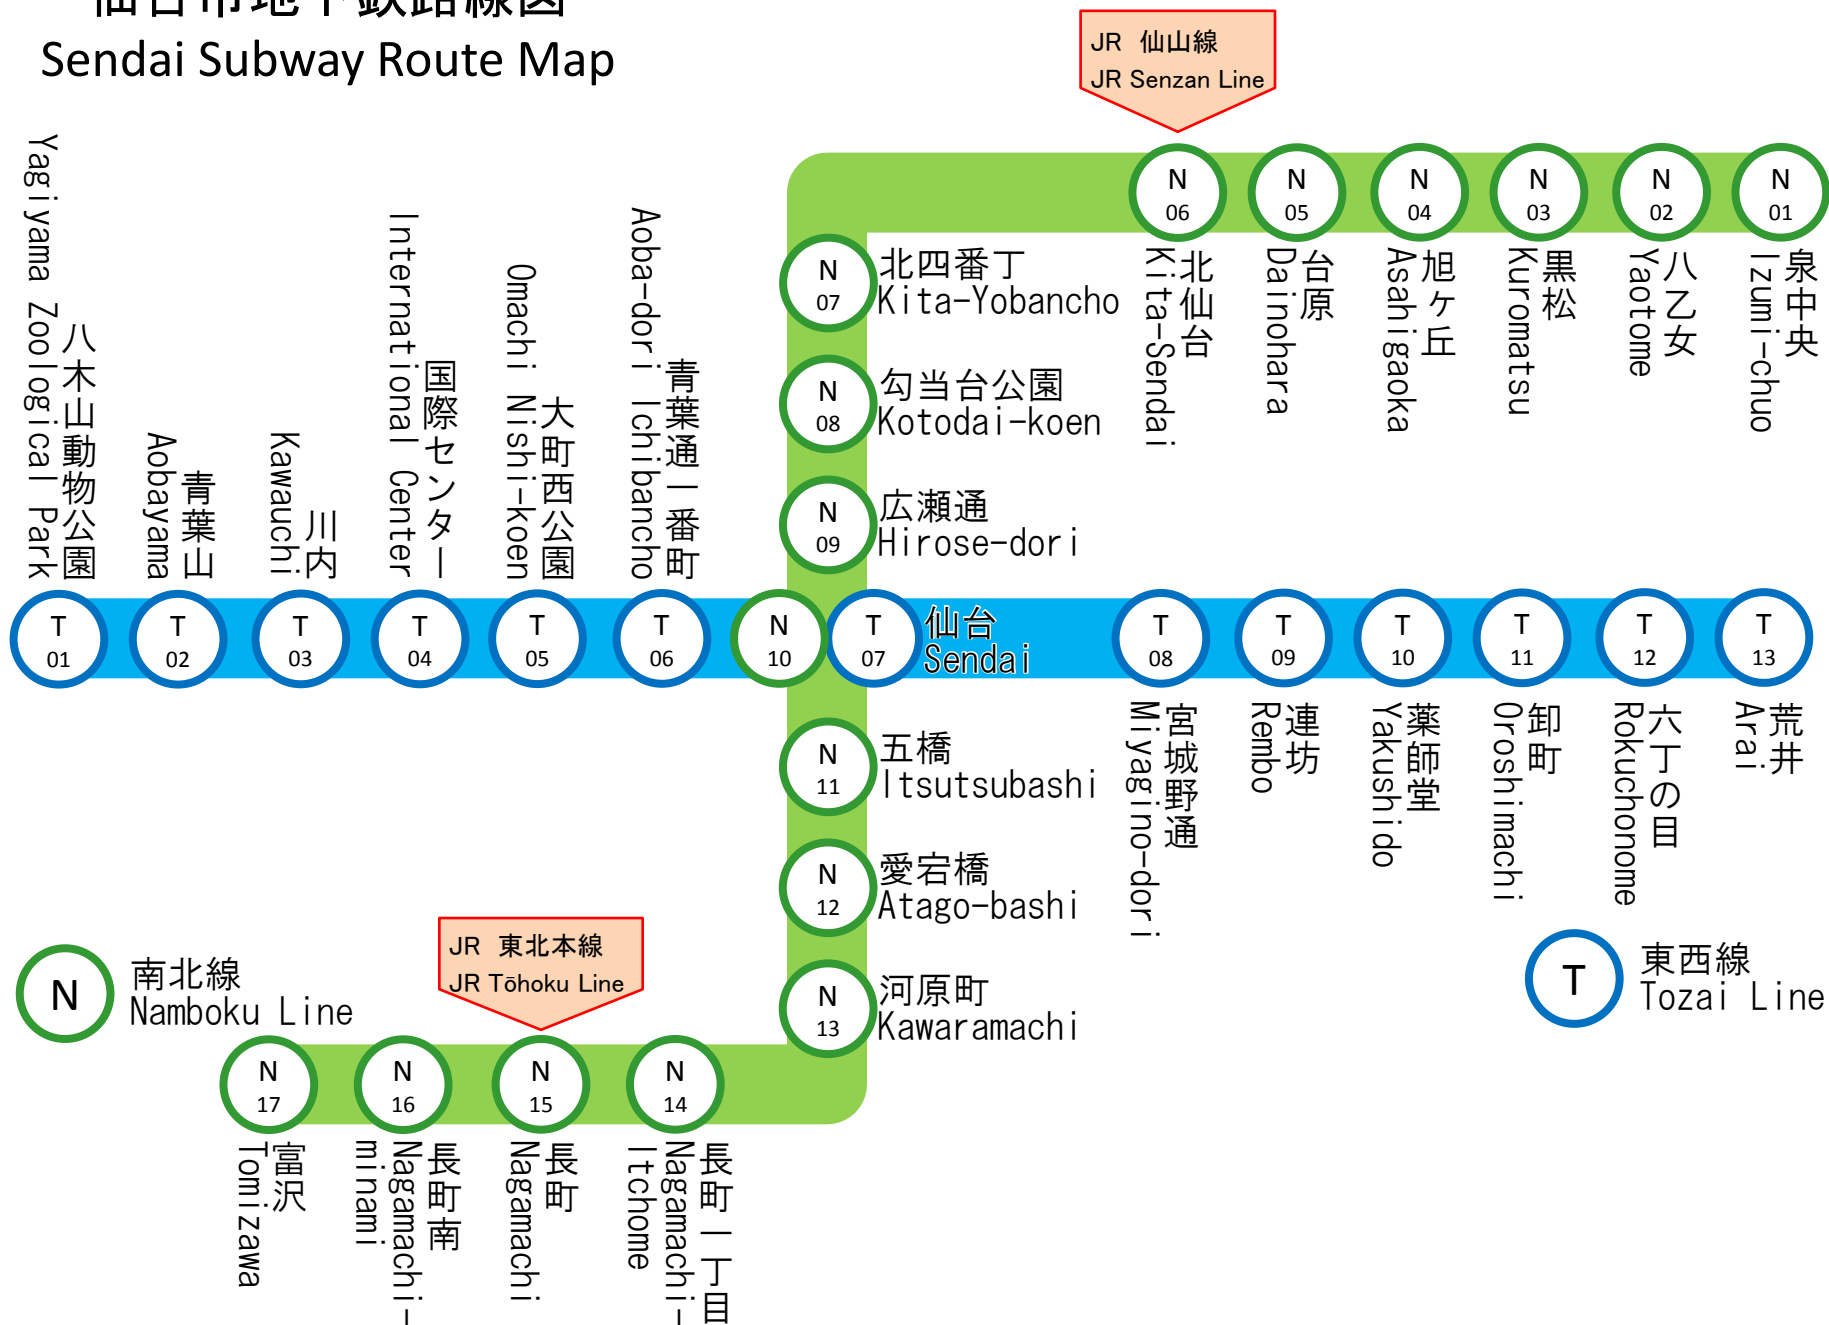 仙台市地下鉄路線図
Sendai Subway Route Map
JR 仙山線
JR Senzan Line
N
06
北仙台
Kita-Sendai
N
05
台原
Dainohara
N
04
旭ヶ丘
Asahigaoka
N
03
黒松
Kuromatsu
N
02
八乙女
Yaotome
N
01
泉中央
Izumi-chuo
N
07
北四番丁
Kita-Yobancho
N
08
勾当台公園
Kotodai-koen
N
09
広瀬通
Hirose-dori
八木山動物公園
Yagiyama Zoological Park
T
01
青葉山
Aobayama
T
02
川内
Kawauchi
T
03
国際センター
International Center
T
04
大町西公園
Omachi Nishi-koen
T
05
青葉通一番町
Aoba-dori Ichibancho
T
06
N
10
T
07
仙台
Sendai
T
08
宮城野通
Miyagino-dori
T
09
連坊
Rembo
T
10
薬師堂
Yakushido
T
11
卸町
Oroshimachi
T
12
六丁の目
Rokuchonome
T
13
荒井
Arai
N
11
五橋
Itsutsubashi
N
12
愛宕橋
Atago-bashi
N
13
河原町
Kawaramachi
N
南北線
Namboku Line
JR 東北本線
JR Tōhoku Line
T
東西線
Tozai Line
N
17
富沢
Tomizawa
N
16
長町南
Nagamachi-
minami
N
15
長町
Nagamachi
N
14
長町一丁目
Nagamachi-
Itchome